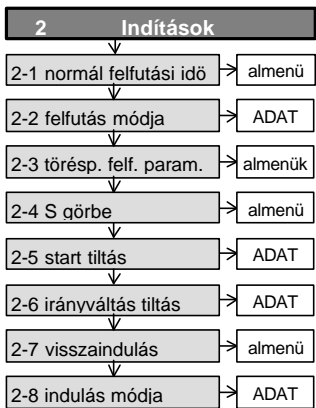 2 Indítások
2-1 normál felfutási idö almenü
2-2 felfutás módja ADAT
2-3 törésp. felf. param. almenük
2-4 S görbe almenü
2-5 start tiltás ADAT
2-6 irányváltás tiltás ADAT
2-7 visszaindulás almenü
2-8 indulás módja ADAT